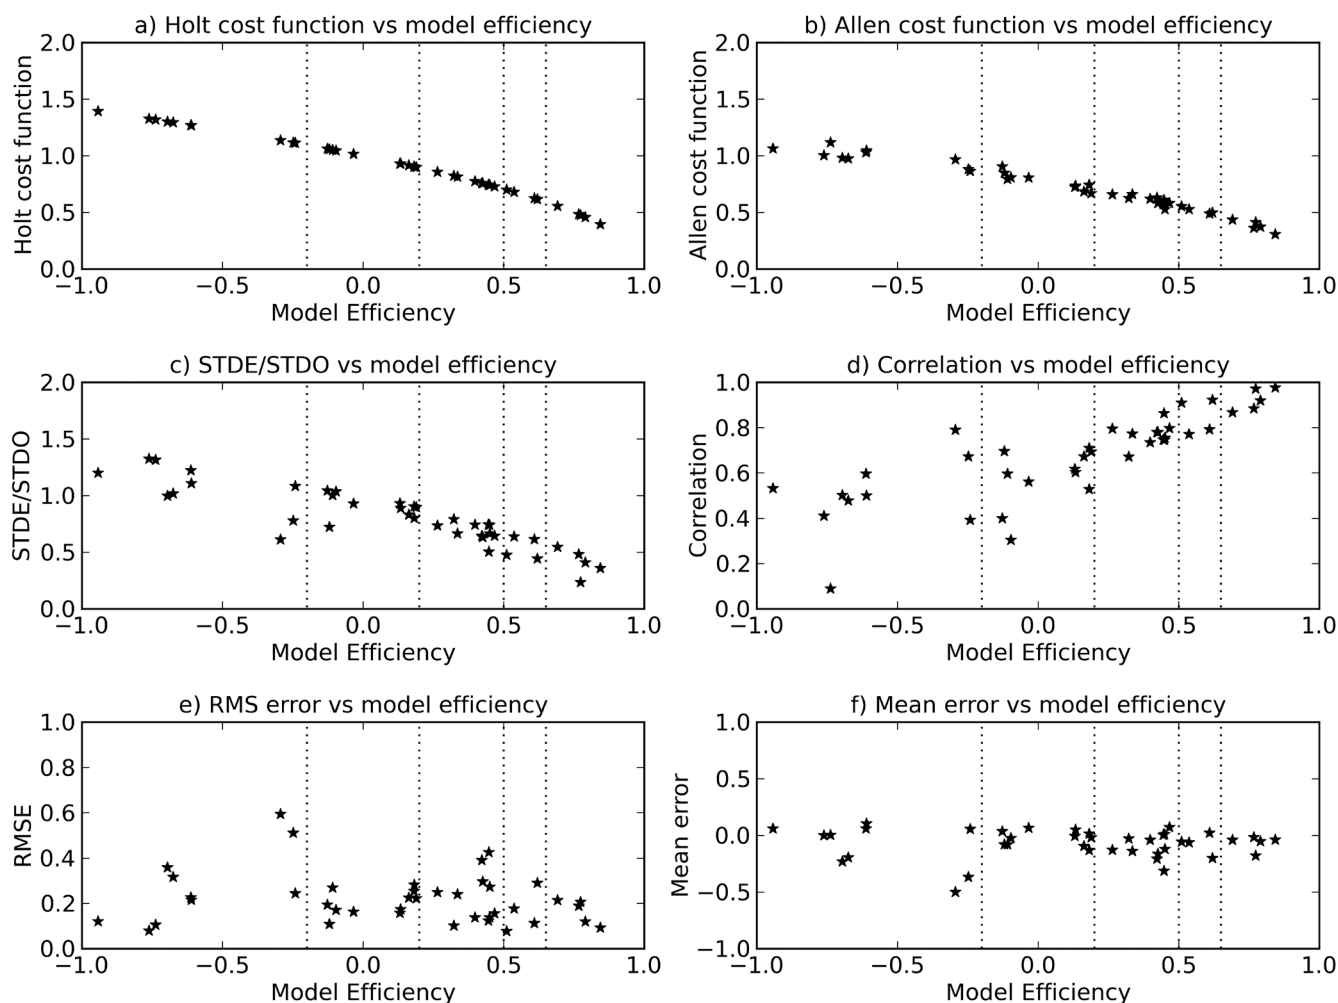 a) Holt cost function vs model efficiency
2.0
1.5
1.0
0.5
0.0
Holt cost function
−1.0 −0.5 0.0 0.5 1.0
Model Efficiency
b) Allen cost function vs model efficiency
2.0
1.5
1.0
0.5
0.0
Allen cost function
−1.0 −0.5 0.0 0.5 1.0
Model Efficiency
c) STDE/STDO vs model efficiency
2.0
1.5
1.0
0.5
0.0
STDE/STDO
−1.0 −0.5 0.0 0.5 1.0
Model Efficiency
d) Correlation vs model efficiency
1.0
0.8
0.6
0.4
0.2
0.0
Correlation
−1.0 −0.5 0.0 0.5 1.0
Model Efficiency
e) RMS error vs model efficiency
1.0
0.8
0.6
0.4
0.2
0.0
RMSE
−1.0 −0.5 0.0 0.5 1.0
Model Efficiency
f) Mean error vs model efficiency
1.0
0.5
0.0
−0.5
−1.0
Mean error
−1.0 −0.5 0.0 0.5 1.0
Model Efficiency